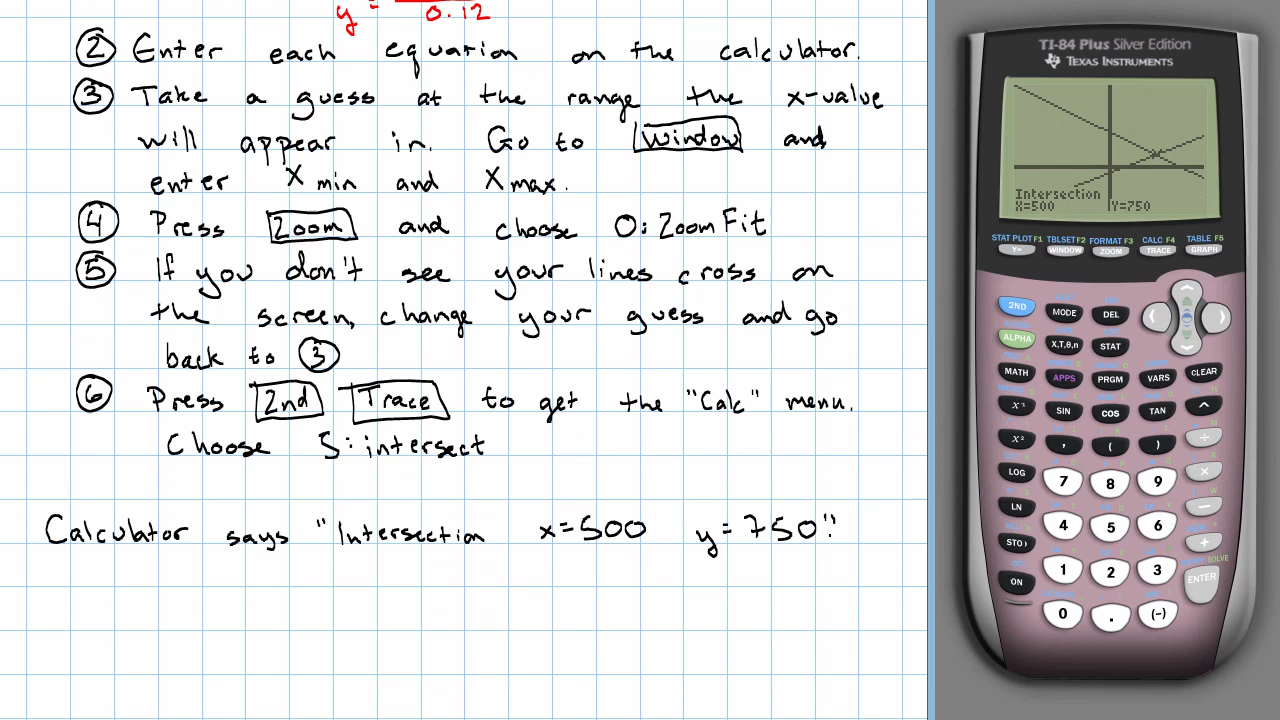 y =
0.12
② Enter each equation on the calculator.
③ Take a guess at the range the x-value
will appear in. Go to Window and
enter Xmin and Xmax.
④ Press Zoom and choose 0: ZoomFit
⑤ If you don't see your lines cross on
the screen, change your guess and go
back to ③
⑥ Press 2nd Trace to get the "Calc" menu.
Choose 5: intersect
Calculator says "Intersection x=500 y=750"
TI-84 Plus Silver Edition
TEXAS INSTRUMENTS
Intersection
X=500 Y=750
STAT PLOT F1 TBLSET F2 FORMAT F3 CALC F4 TABLE F5
Y= WINDOW ZOOM TRACE GRAPH
2ND
MODE DEL
ALPHA
X,T,θ,n STAT
MATH APPS PRGM VARS CLEAR
x⁻¹ SIN COS TAN ^
x² , ( ) ÷
LOG 7 8 9 ×
LN 4 5 6 −
STO› 1 2 3 +
ON 0 . (−) ENTER
SOLVE